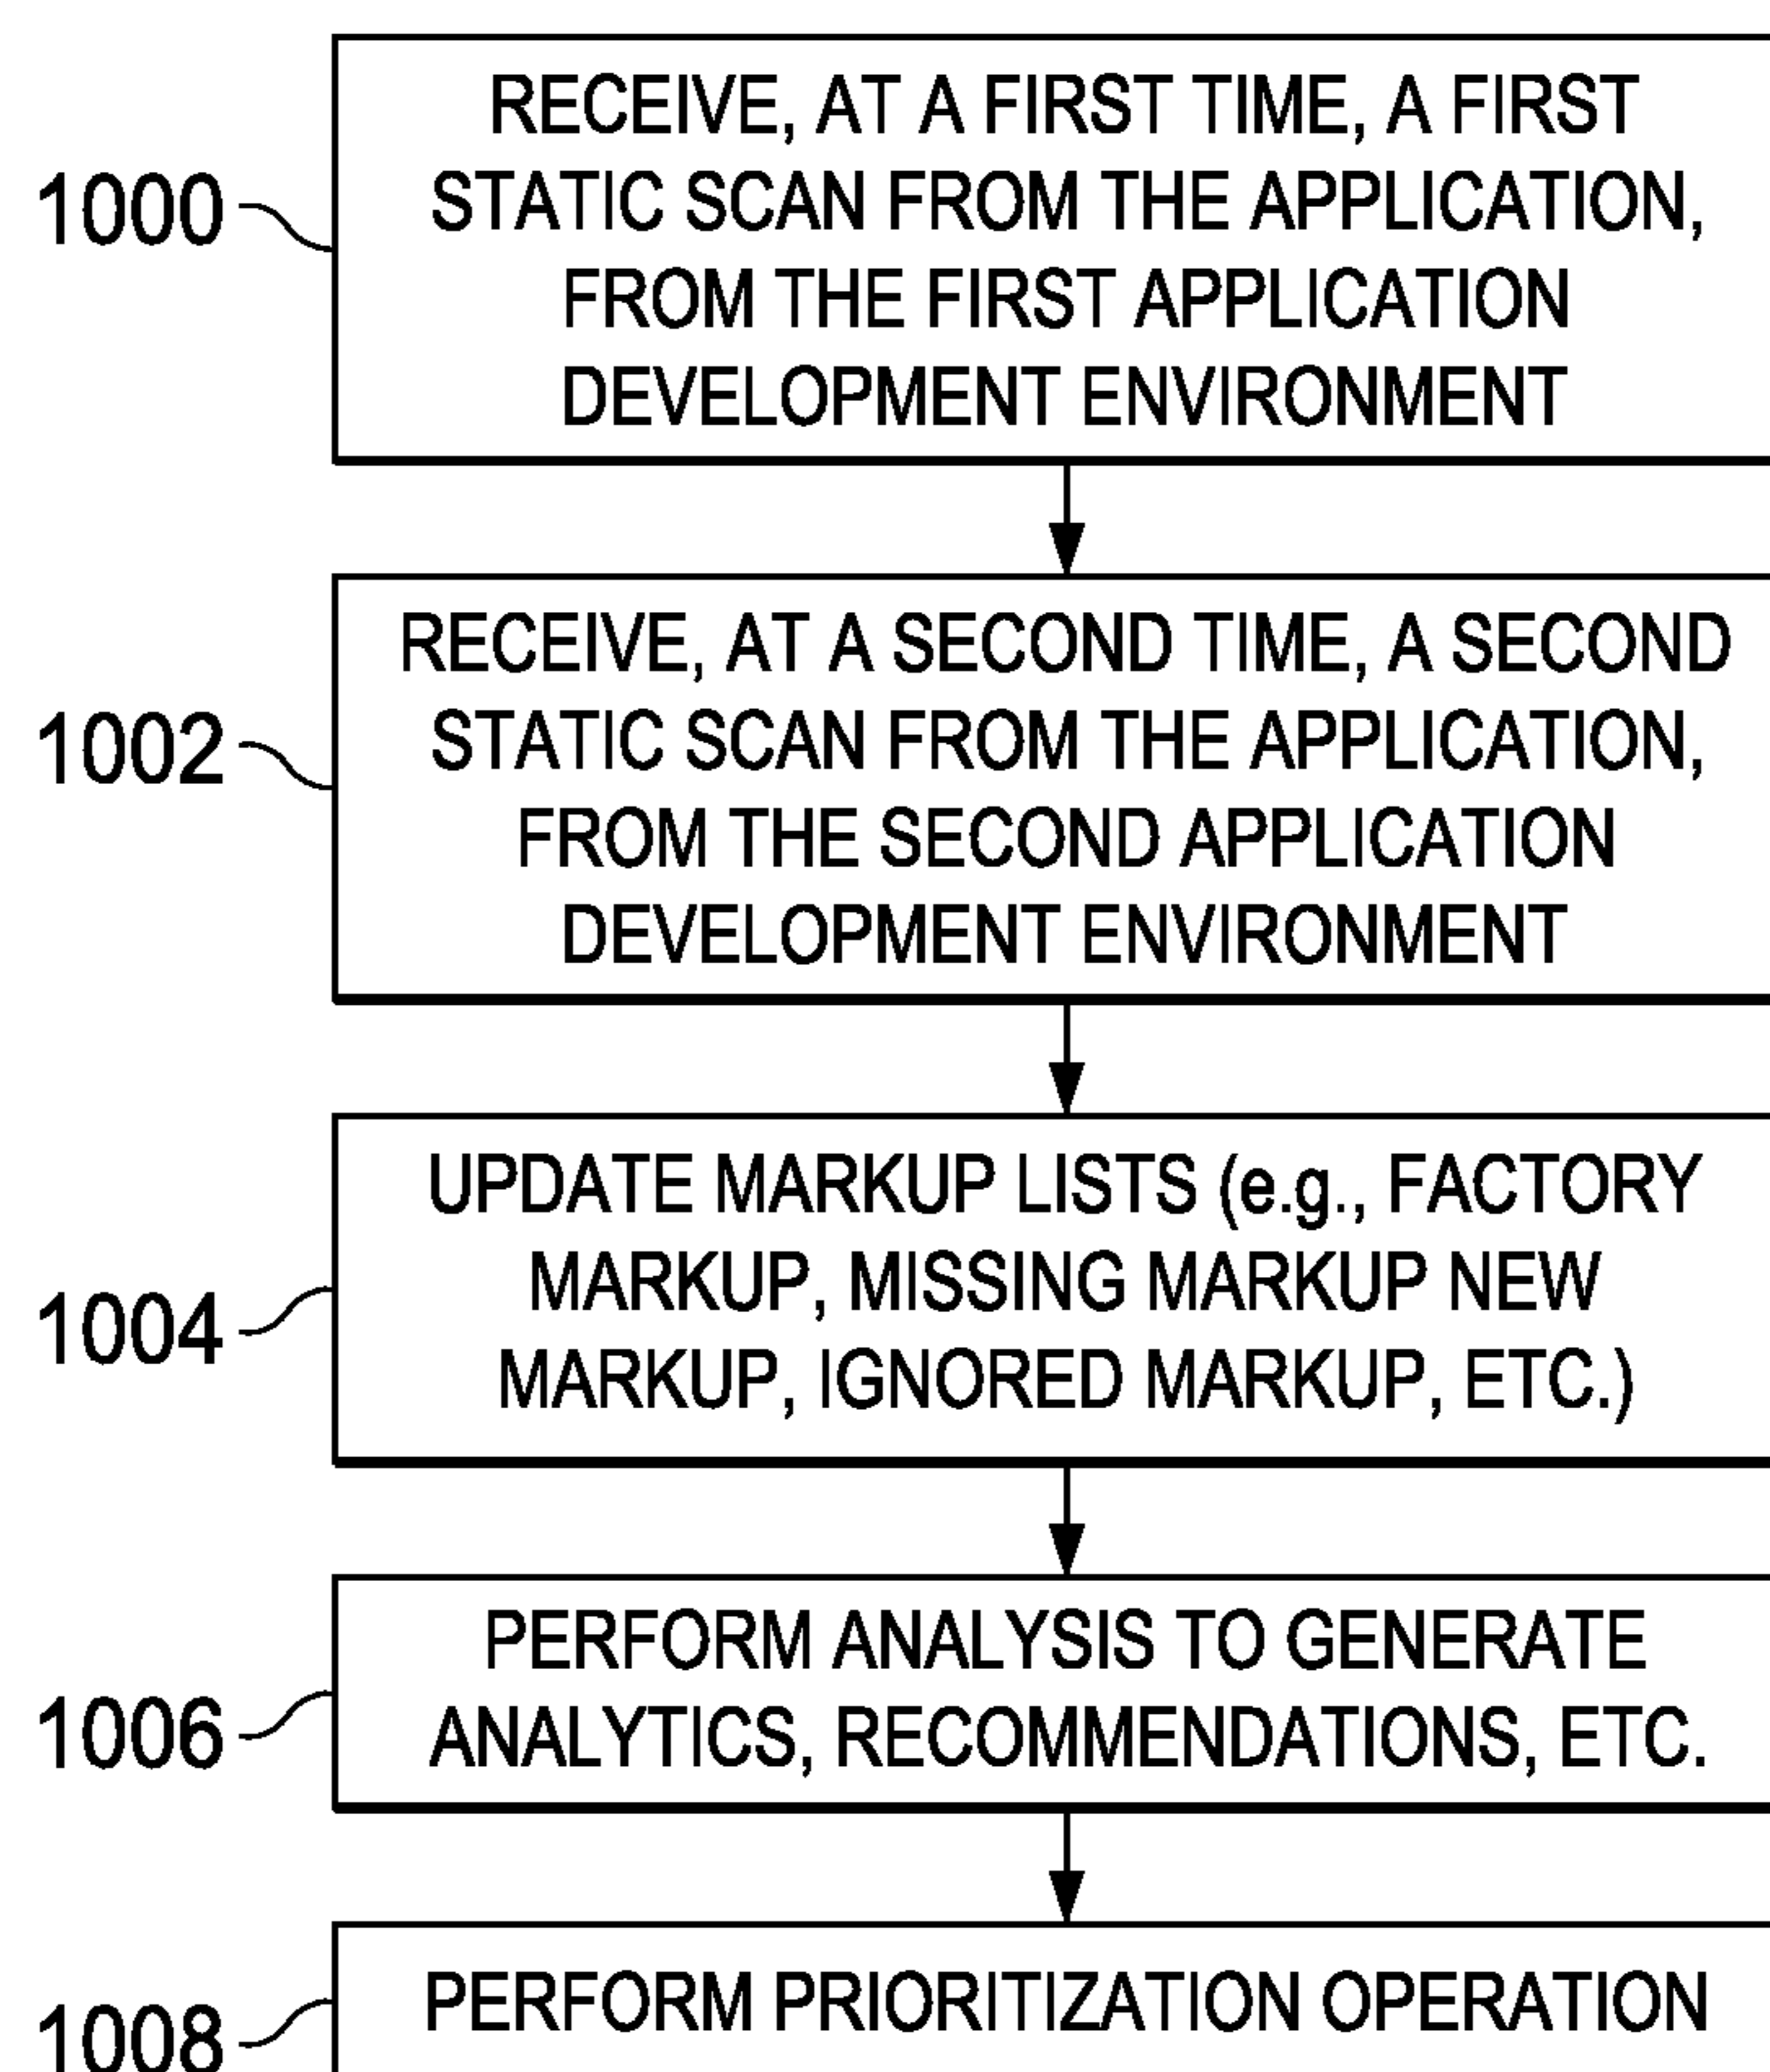 RECEIVE, AT A FIRST TIME, A FIRST
STATIC SCAN FROM THE APPLICATION,
FROM THE FIRST APPLICATION
DEVELOPMENT ENVIRONMENT
1000
RECEIVE, AT A SECOND TIME, A SECOND
STATIC SCAN FROM THE APPLICATION,
FROM THE SECOND APPLICATION
DEVELOPMENT ENVIRONMENT
1002
UPDATE MARKUP LISTS (e.g., FACTORY
MARKUP, MISSING MARKUP NEW
MARKUP, IGNORED MARKUP, ETC.)
1004
PERFORM ANALYSIS TO GENERATE
ANALYTICS, RECOMMENDATIONS, ETC.
1006
PERFORM PRIORITIZATION OPERATION
1008